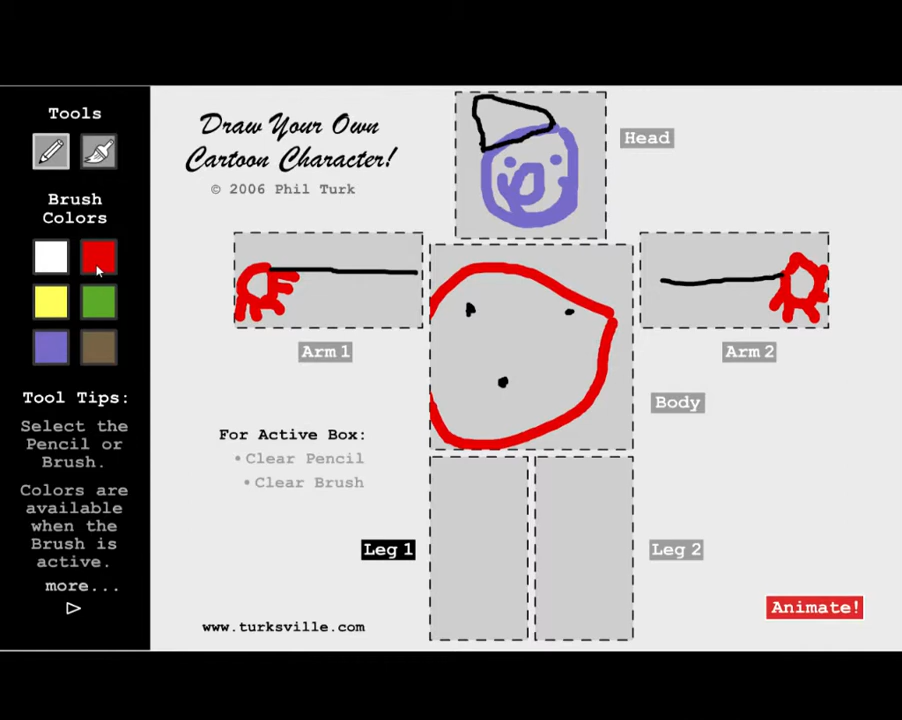 Tools
Brush
Colors
Tool Tips:
Select the
Pencil or
Brush.
Colors are
available
when the
Brush is
active.
more...
Draw Your Own
Cartoon Character!
© 2006 Phil Turk
Head
Arm 1
Arm 2
Body
For Active Box:
•Clear Pencil
•Clear Brush
Leg 1
Leg 2
Animate!
www.turksville.com